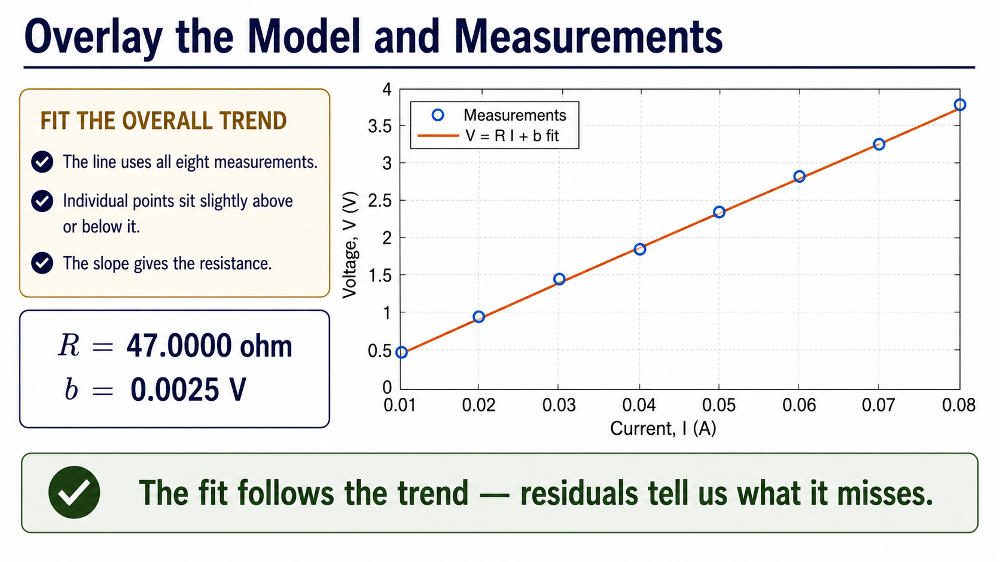 Overlay the Model and Measurements
FIT THE OVERALL TREND
The line uses all eight measurements.
Individual points sit slightly above
or below it.
The slope gives the resistance.
R = 47.0000 ohm
b = 0.0025 V
Measurements
V = R I + b fit
4
3.5
3
2.5
2
1.5
1
0.5
0
Voltage, V (V)
0.01 0.02 0.03 0.04 0.05 0.06 0.07 0.08
Current, I (A)
The fit follows the trend — residuals tell us what it misses.